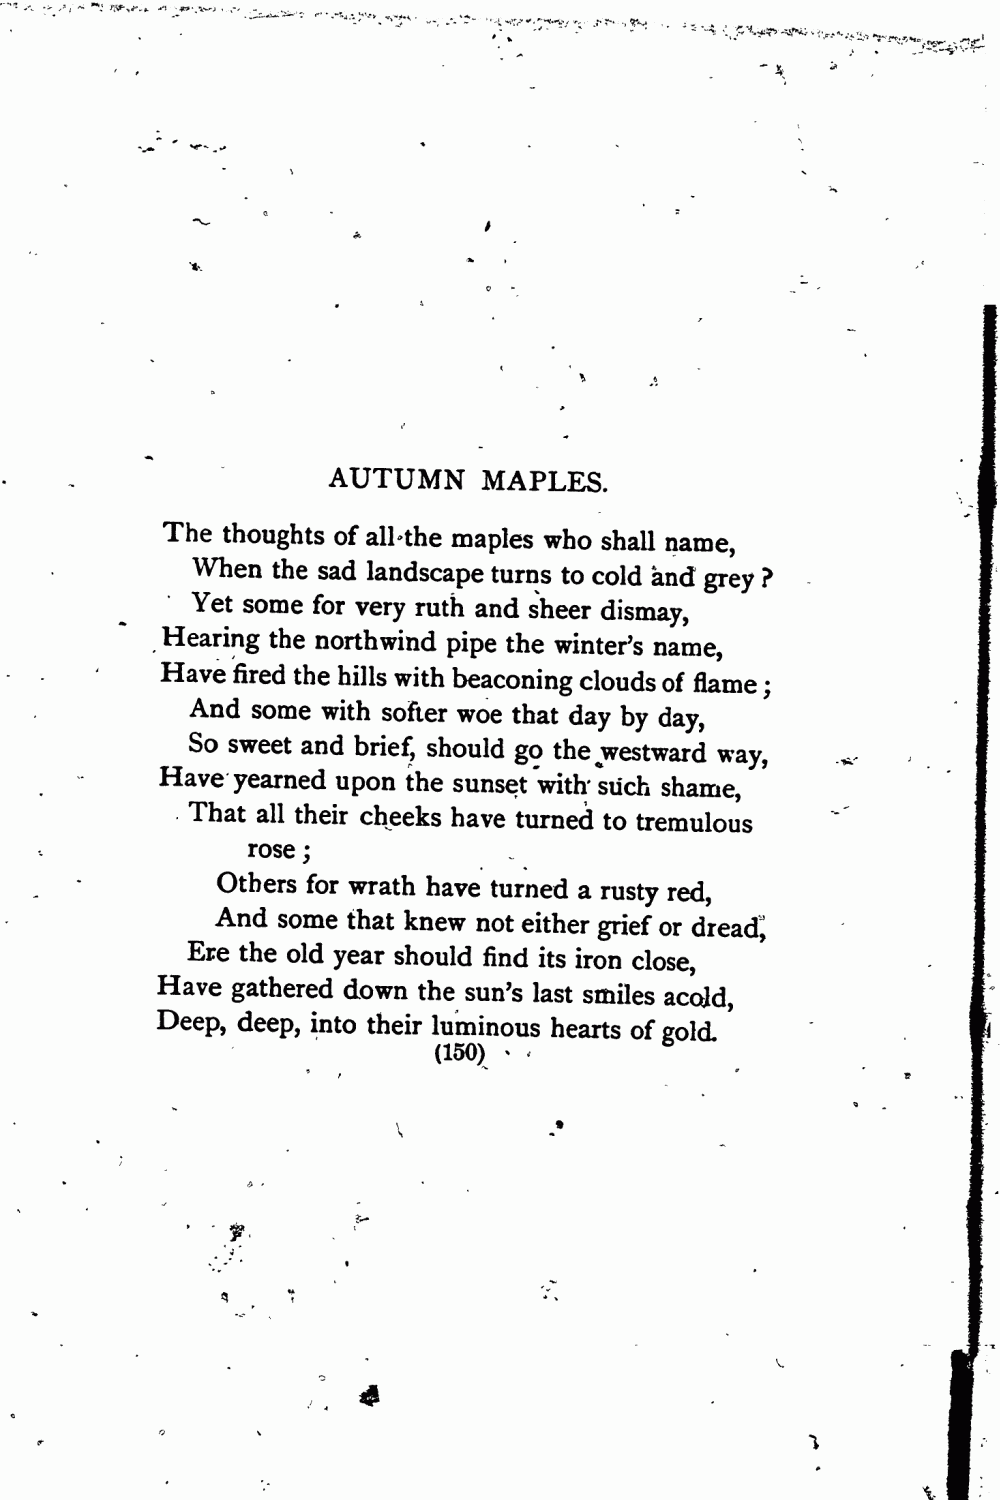 AUTUMN MAPLES.
The thoughts of all the maples who shall name,
When the sad landscape turns to cold and grey?
Yet some for very ruth and sheer dismay,
Hearing the northwind pipe the winter's name,
Have fired the hills with beaconing clouds of flame;
And some with softer woe that day by day,
So sweet and brief, should go the westward way,
Have yearned upon the sunset with such shame,
That all their cheeks have turned to tremulous
rose;
Others for wrath have turned a rusty red,
And some that knew not either grief or dread,
Ere the old year should find its iron close,
Have gathered down the sun's last smiles acold,
Deep, deep, into their luminous hearts of gold.
(150)